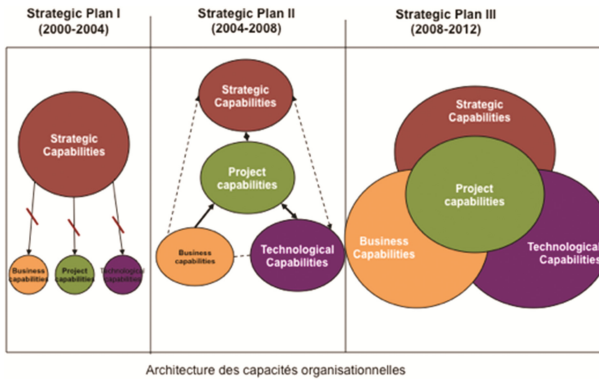 Strategic Plan I
(2000-2004)
Strategic Plan II
(2004-2008)
Strategic Plan III
(2008-2012)
Strategic
Capabilities
Business
capabilities
Project
capabilities
Technological
capabilities
Strategic
Capabilities
Project
capabilities
Business
capabilities
Technological
Capabilities
Strategic
Capabilities
Project
capabilities
Business
Capabilities
Technological
Capabilities
Architecture des capacités organisationnelles